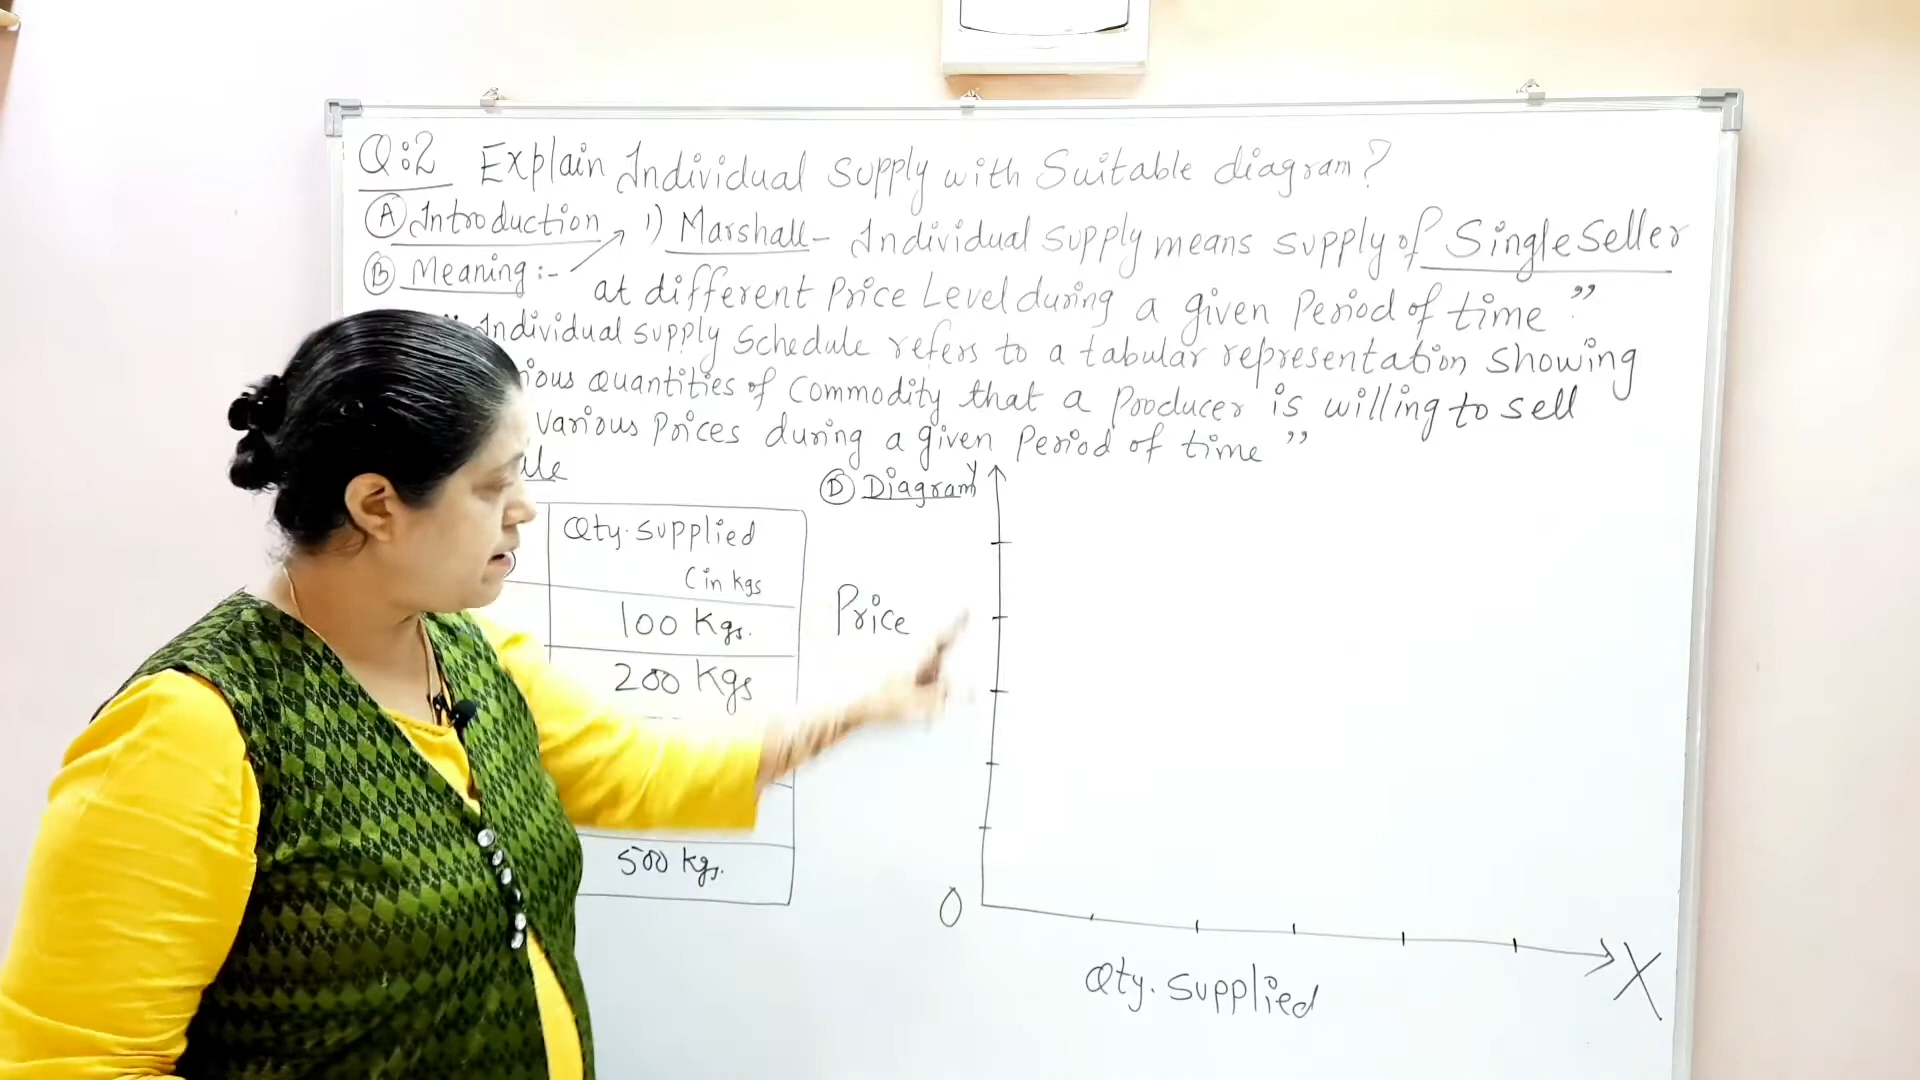 Q:2 Explain Individual Supply with Suitable diagram?
(A) Introduction
1) Marshall- Individual Supply means supply of Single Seller
(B) Meaning:-
at different Price Level during a given Period of time"
Individual supply Schedule refers to a tabular representation showing
quantities of Commodity that a Producer is willing to sell
various Prices during a given Period of time"
(D) Diagram
Y
Qty. supplied
(in kgs
100 Kgs.
Price
200 Kgs
500 kgs.
O
X
Qty. Supplied